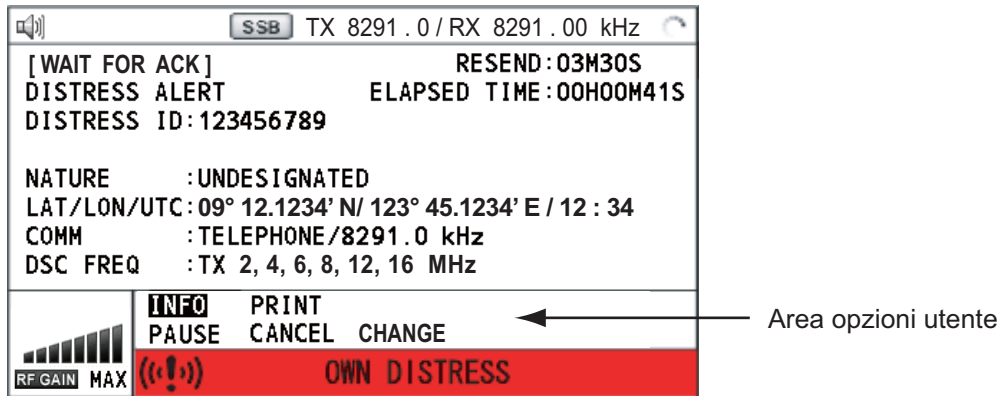 SSB TX 8291 . 0 / RX 8291 . 00 kHz
[WAIT FOR ACK] RESEND:03M30S
DISTRESS ALERT ELAPSED TIME:00H00M41S
DISTRESS ID:123456789
NATURE :UNDESIGNATED
LAT/LON/UTC:09° 12.1234' N/ 123° 45.1234' E / 12 : 34
COMM :TELEPHONE/8291.0 kHz
DSC FREQ :TX 2, 4, 6, 8, 12, 16 MHz
INFO PRINT
PAUSE CANCEL CHANGE
Area opzioni utente
RF GAIN MAX
OWN DISTRESS